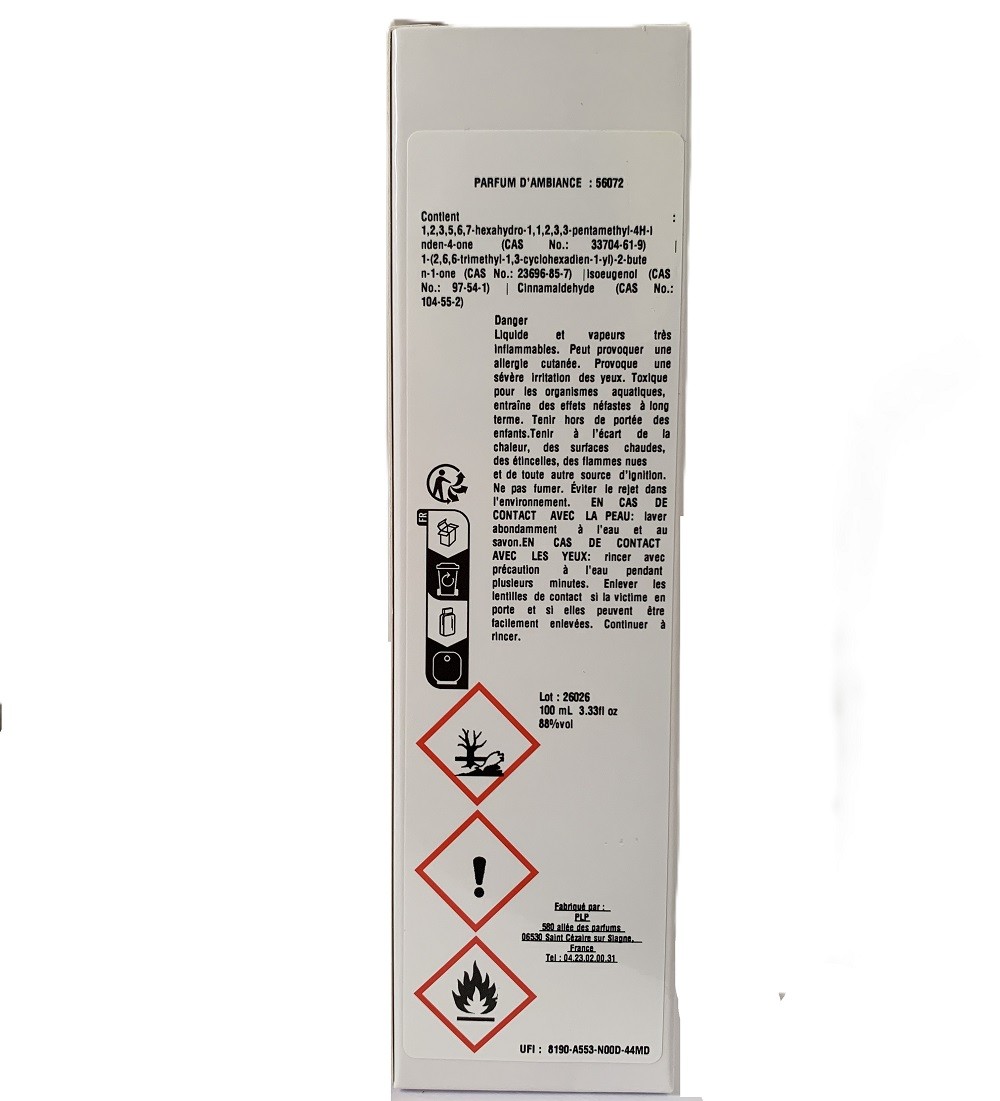 PARFUM D'AMBIANCE : 56072
Contient :
1,2,3,5,6,7-hexahydro-1,1,2,3,3-pentamethyl-4H-i
nden-4-one (CAS No.: 33704-61-9) |
1-(2,6,6-trimethyl-1,3-cyclohexadien-1-yl)-2-bute
n-1-one (CAS No.: 23696-85-7) |Isoeugenol (CAS
No.: 97-54-1) | Cinnamaldehyde (CAS No.:
104-55-2)
Danger
Liquide et vapeurs très
inflammables. Peut provoquer une
allergie cutanée. Provoque une
sévère irritation des yeux. Toxique
pour les organismes aquatiques,
entraîne des effets néfastes à long
terme. Tenir hors de portée des
enfants.Tenir à l'écart de la
chaleur, des surfaces chaudes,
des étincelles, des flammes nues
et de toute autre source d'ignition.
Ne pas fumer. Éviter le rejet dans
l'environnement. EN CAS DE
CONTACT AVEC LA PEAU: laver
abondamment à l'eau et au
savon.EN CAS DE CONTACT
AVEC LES YEUX: rincer avec
précaution à l'eau pendant
plusieurs minutes. Enlever les
lentilles de contact si la victime en
porte et si elles peuvent être
facilement enlevées. Continuer à
rincer.
FR
Lot : 26026
100 mL 3.33fl oz
88%vol
Fabriqué par :
PLP
580 allée des parfums
06530 Saint Cézaire sur Siagne,
France
Tel : 04.23.02.00.31
UFI : 8190-A553-N00D-44MD